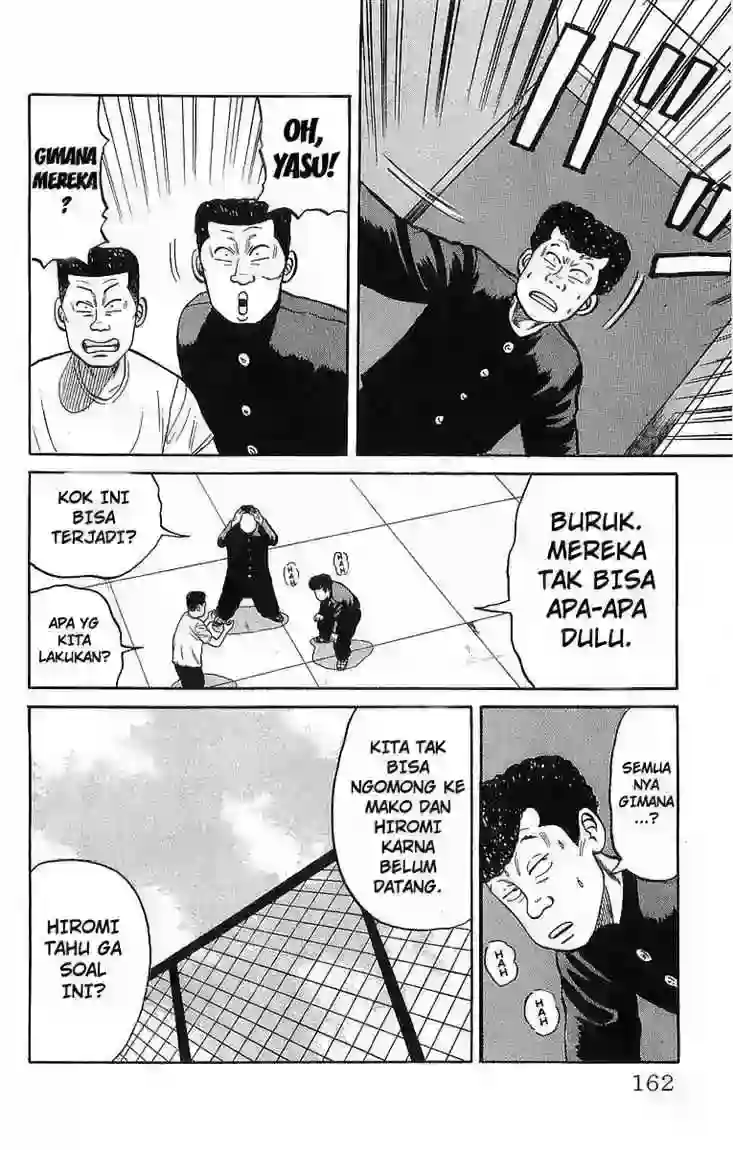 OH,
YASU!
GIMANA
MEREKA
?
BURUK.
MEREKA
TAK BISA
APA-APA
DULU.
HAH
HAH
KOK INI
BISA
TERJADI?
APA YG
KITA
LAKUKAN?
SEMUA
NYA
GIMANA
...?
HAH
HAH
KITA TAK
BISA
NGOMONG KE
MAKO DAN
HIROMI
KARNA
BELUM
DATANG.
HIROMI
TAHU GA
SOAL
INI?
162